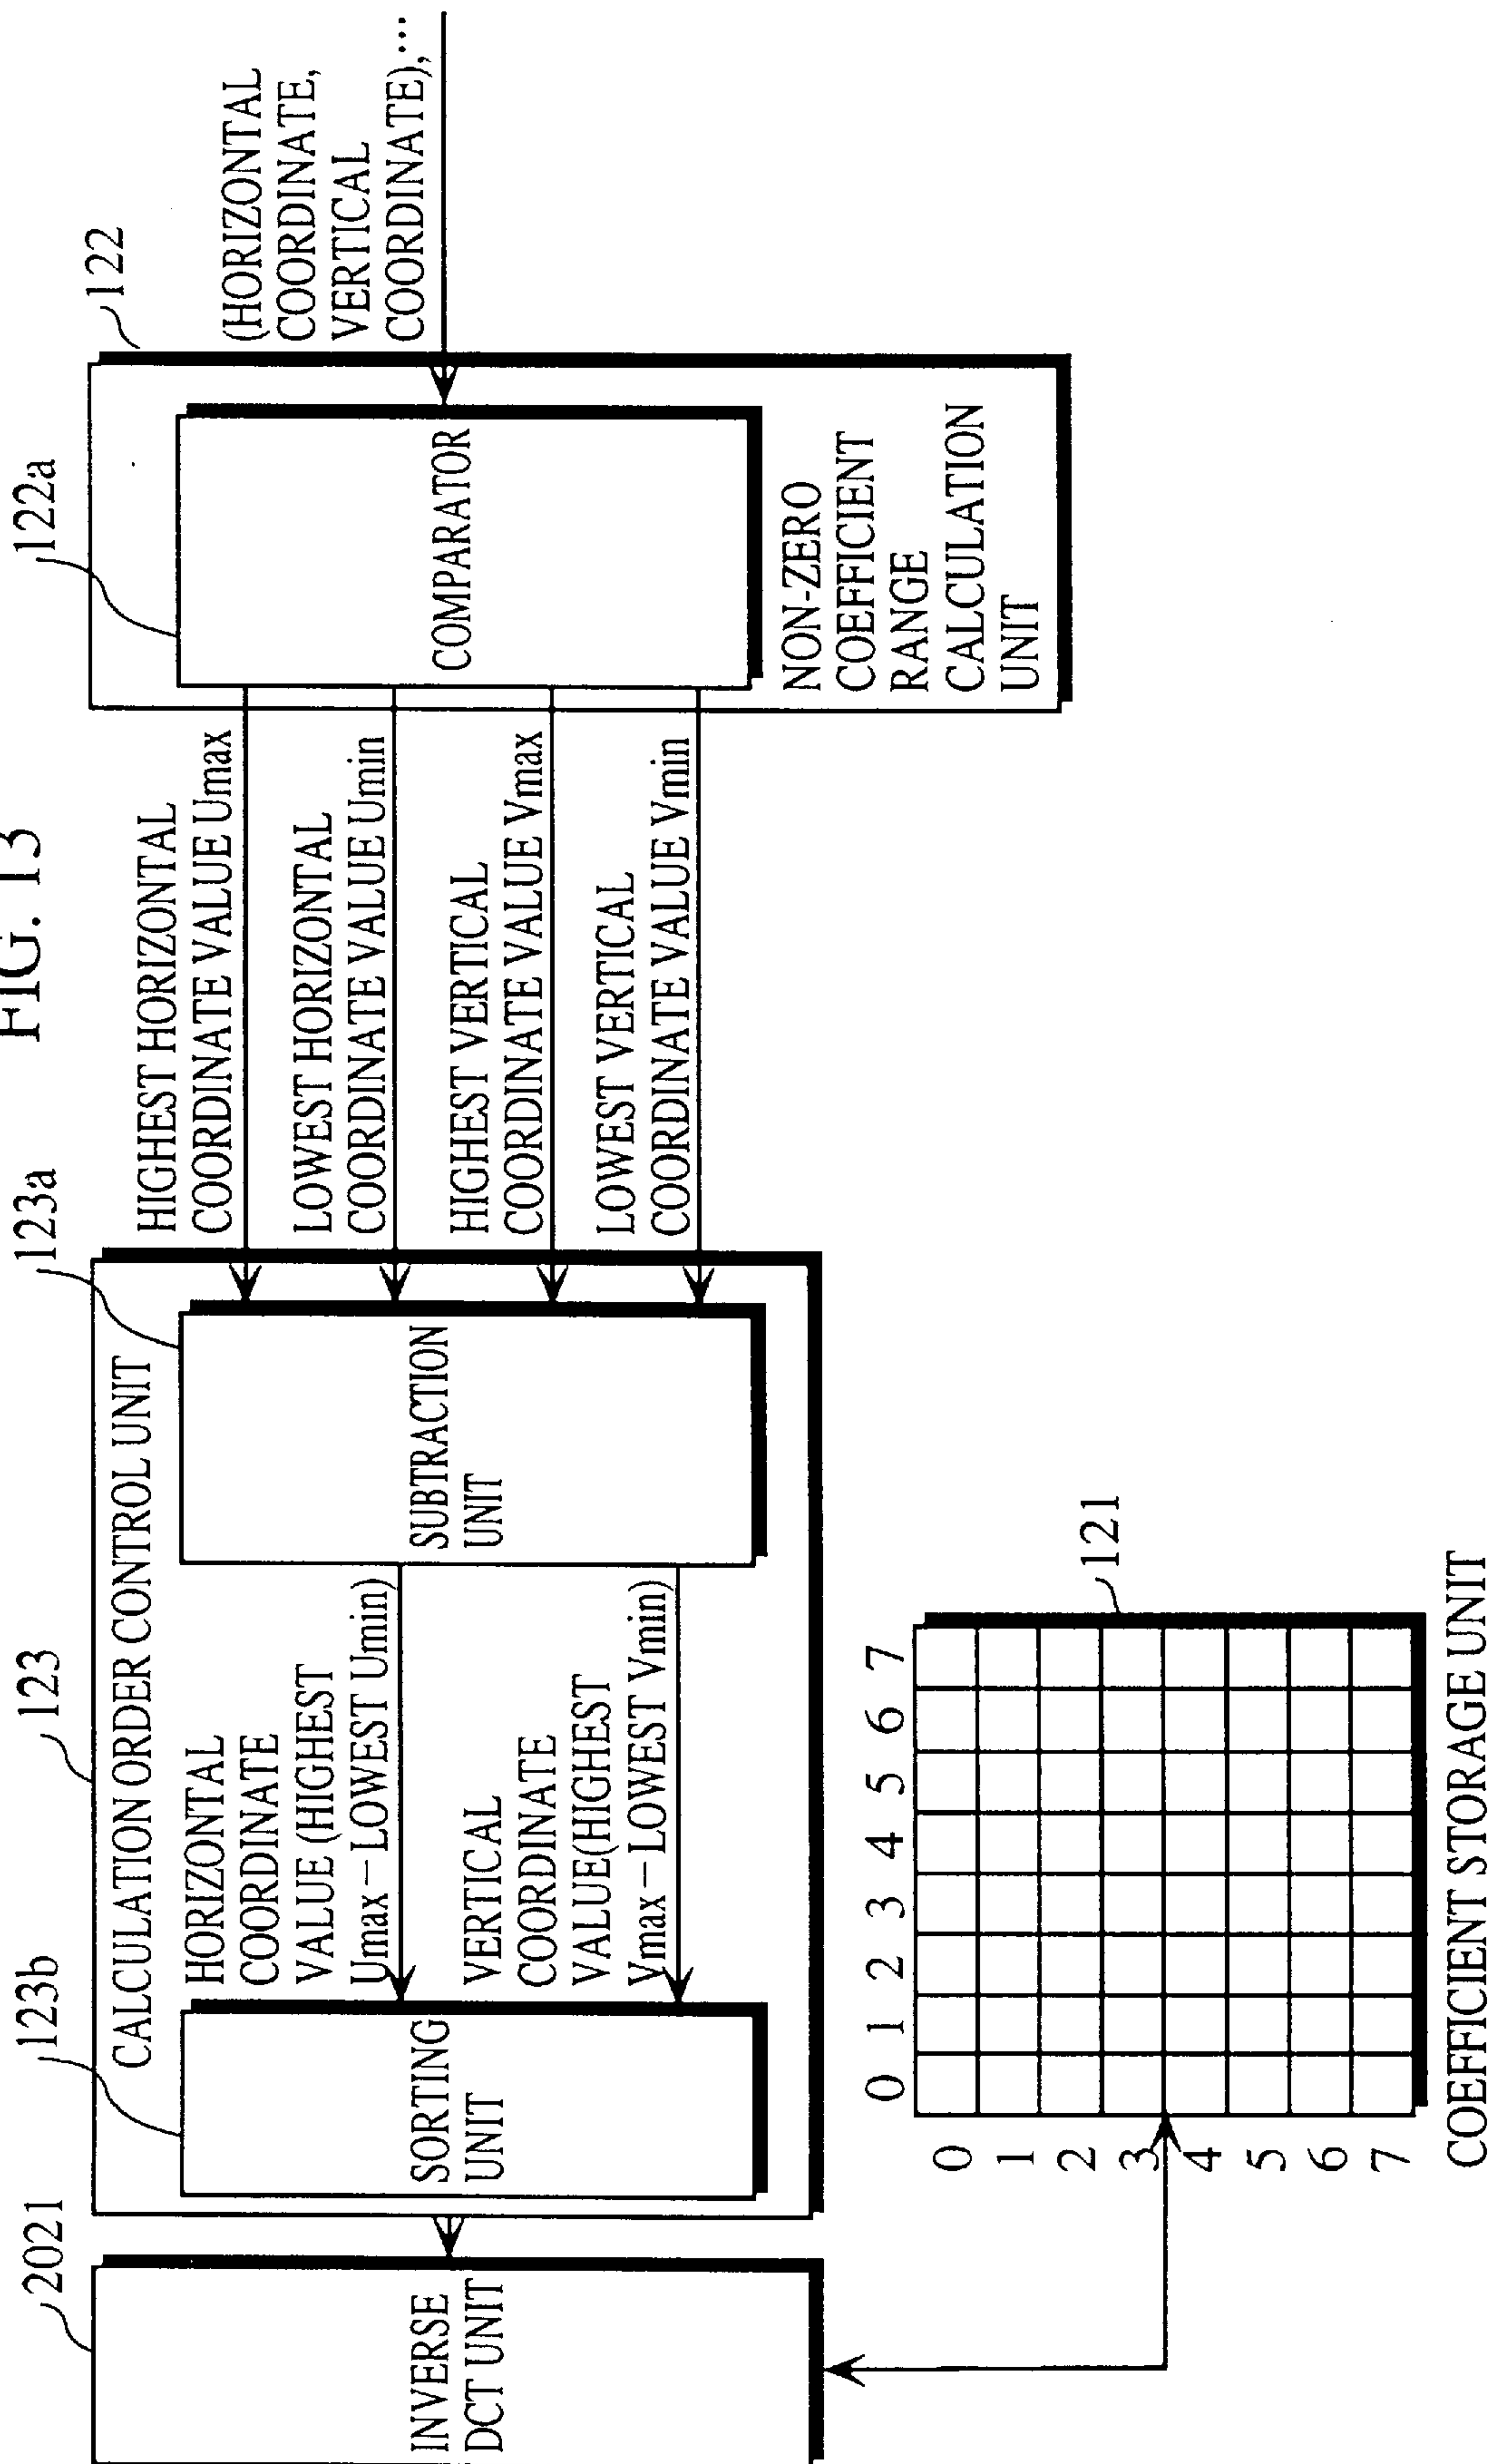 FIG. 13
2021
INVERSE
DCT UNIT
123
CALCULATION ORDER CONTROL UNIT
123b
SORTING
UNIT
HORIZONTAL
COORDINATE
VALUE (HIGHEST
Umax－LOWEST Umin)
VERTICAL
COORDINATE
VALUE(HIGHEST
Vmax－LOWEST Vmin)
123a
SUBTRACTION
UNIT
HIGHEST HORIZONTAL
COORDINATE VALUE Umax
LOWEST HORIZONTAL
COORDINATE VALUE Umin
HIGHEST VERTICAL
COORDINATE VALUE Vmax
LOWEST VERTICAL
COORDINATE VALUE Vmin
122a
COMPARATOR
122
NON-ZERO
COEFFICIENT
RANGE
CALCULATION
UNIT
(HORIZONTAL
COORDINATE,
VERTICAL
COORDINATE),…
121
0 1 2 3 4 5 6 7
0
1
2
3
4
5
6
7
COEFFICIENT STORAGE UNIT